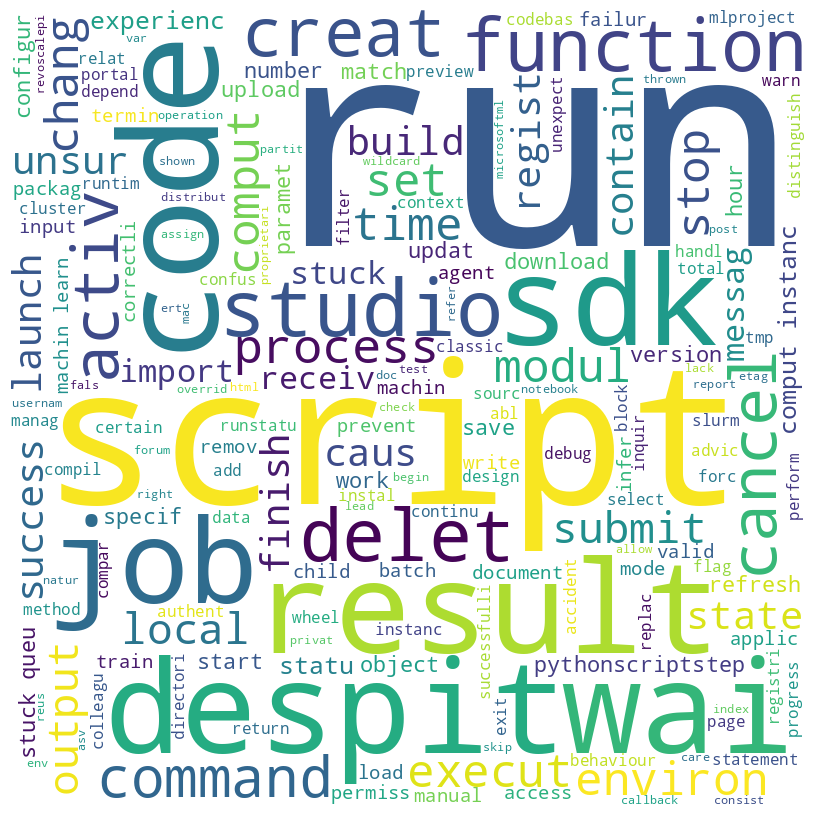 run
script
code
sdk
result
despit
wai
job
function
studio
creat
delet
cancel
activ
command
environ
execut
submit
process
modul
state
output
success
launch
chang
unsur
comput
build
set
time
stop
regist
contain
messag
import
receiv
caus
finish
local
stuck
work
experienc
configur
revoscalepi
var
relat
portal
depend
termin
operation
number
upload
match
preview
codebas
failur
mlproject
thrown
warn
unexpect
microsoftml
distinguish
partit
wildcard
packag
runtim
cluster
input
distribut
shown
assign
correctli
machin learn
ertc
mac
confus
proprietari
paramet
filter
context
updat
agent
download
handl
total
hour
post
comput instanc
tmp
version
classic
refer
machin
doc
test
sourc
notebook
lack
report
etag
fals
usernam
manag
certain
overrid
html
runstatu
check
prevent
save
abl
write
debug
infer
block
inquir
slurm
advic
perform
forc
compil
remov
add
forum
right
instal
begin
lead
continu
design
select
specif
data
compar
natur
method
authent
child
batch
document
mode
valid
flag
allow
refresh
wheel
instanc
privat
successfulli
accident
replac
applic
stuck queu
train
start
statu
object
pythonscriptstep
registri
progress
colleagu
directori
return
reus
asv
env
exit
skip
load
permiss
manual
access
behaviour
care
statement
page
index
callback
consist